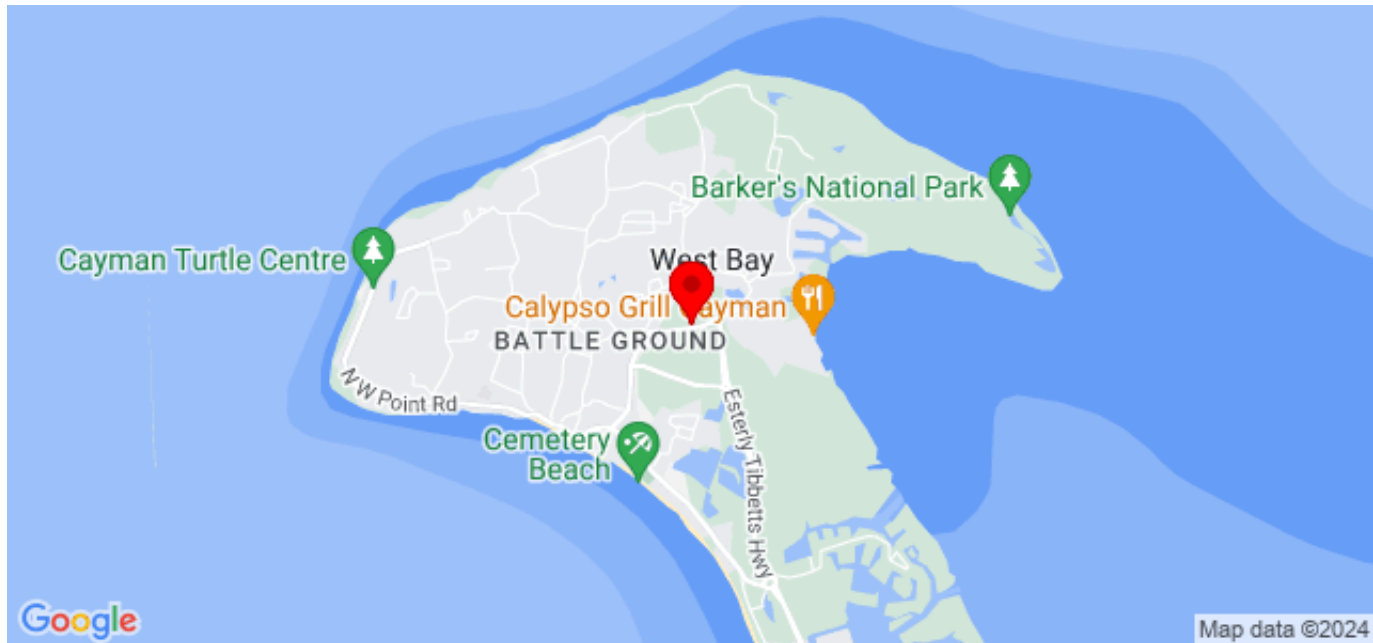 Barker's National Park
Cayman Turtle Centre
West Bay
Calypso Grill Cayman
BATTLE GROUND
NW Point Rd
Esterly Tibbetts Hwy
Cemetery
Beach
Google
Map data ©2024